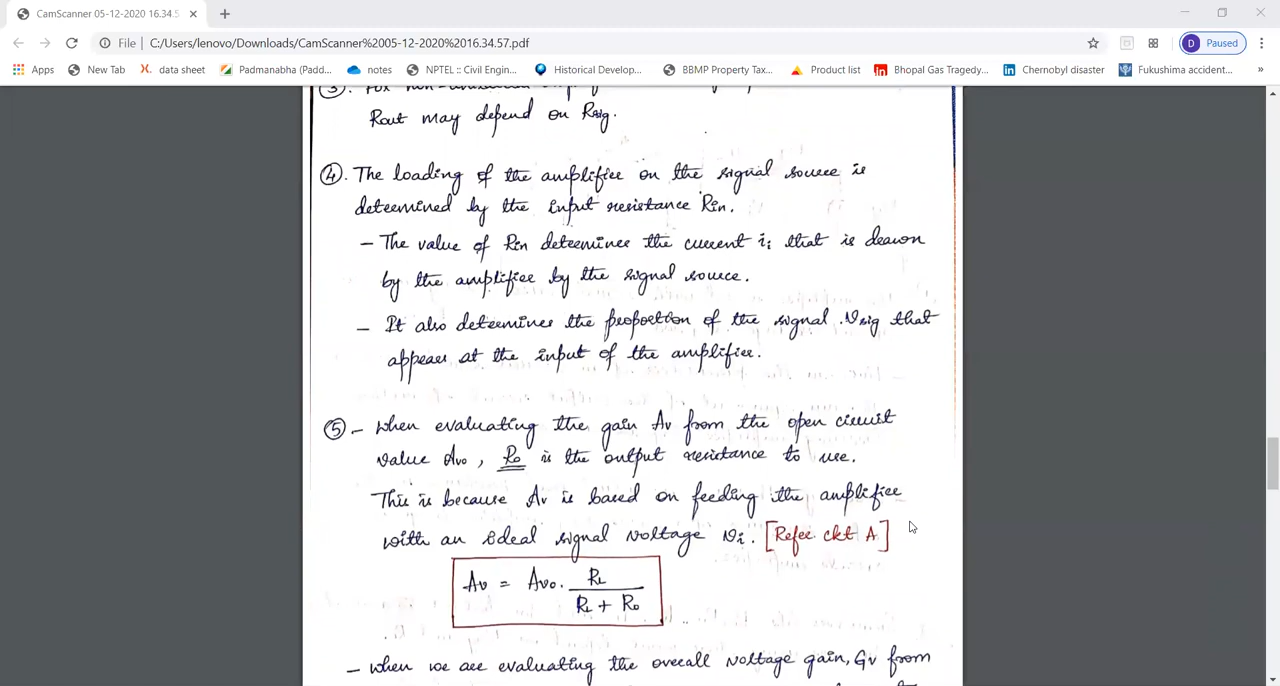 CamScanner 05-12-2020 16.34.5
File C:/Users/lenovo/Downloads/CamScanner%2005-12-2020%2016.34.57.pdf
D Paused
Apps New Tab data sheet Padmanabha (Padd... notes NPTEL :: Civil Engin... Historical Develop... BBMP Property Tax... Product list Bhopal Gas Tragedy... Chernobyl disaster Fukushima accident... »
Rout may depend on Rsig.
④. The loading of the amplifier on the signal source is
determined by the input resistance Rin.
– The value of Rin determines the current ii that is drawn
by the amplifier by the signal source.
– It also determines the proportion of the signal vsig that
appears at the input of the amplifier.
⑤ – When evaluating the gain Av from the open circuit
value Avo, Ro is the output resistance to use.
This is because Av is based on feeding the amplifier
with an ideal signal voltage vi. [Refer ckt A]
Av = Avo. RL / RL + Ro
– When we are evaluating the overall voltage gain, Gv from